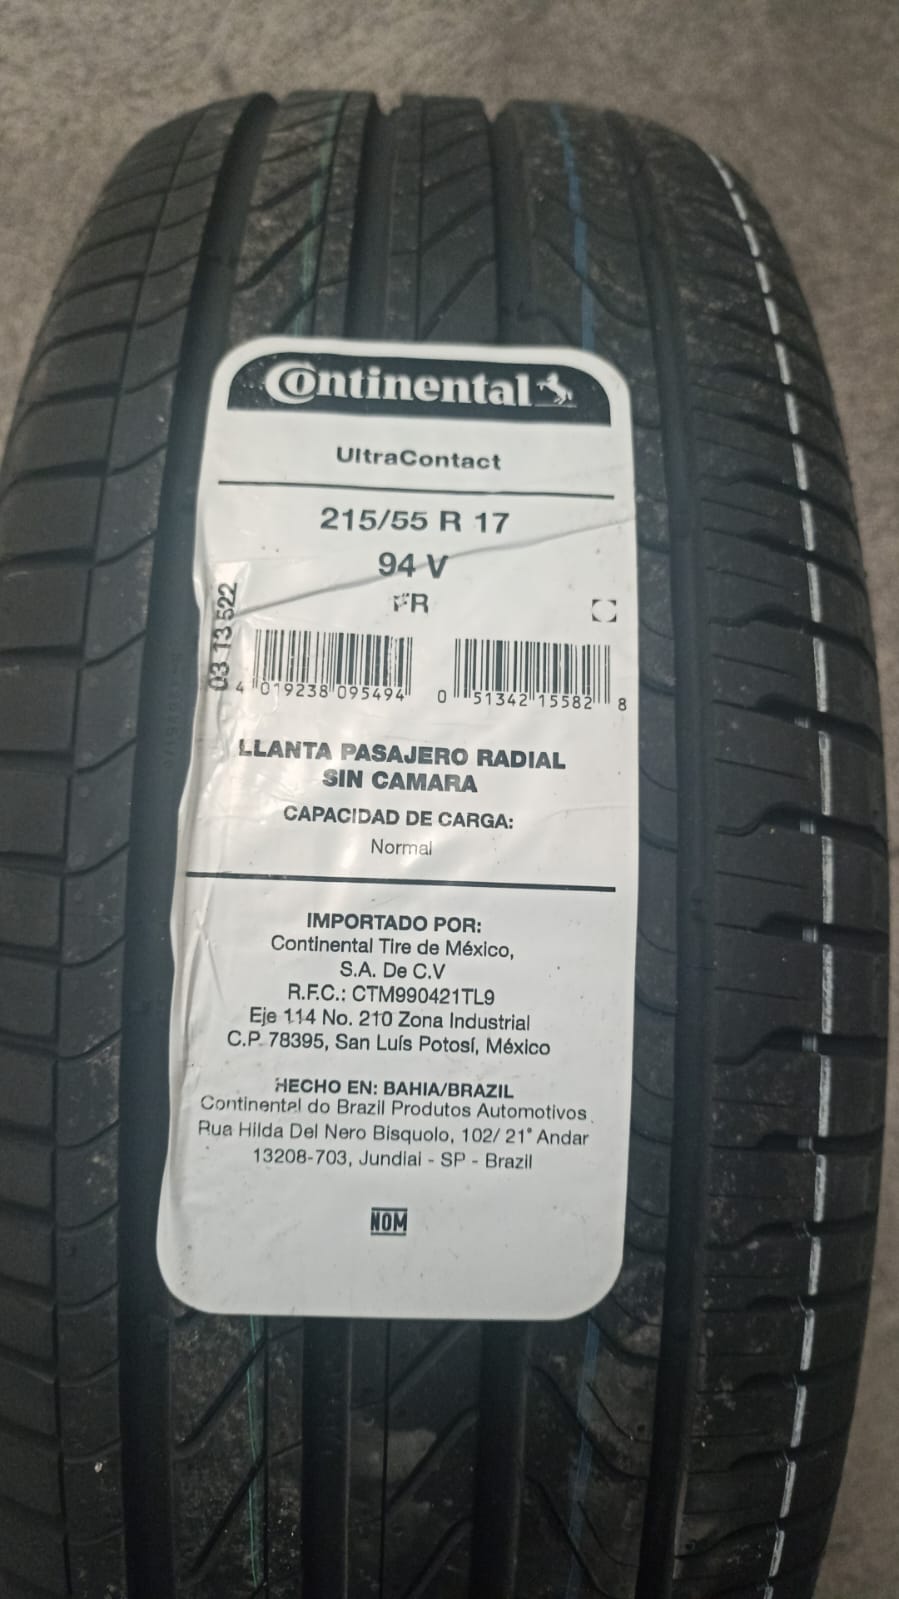 Continental
UltraContact
215/55 R 17
94 V
FR
03 13 522
4 019238 095494
0 51342 15582 8
LLANTA PASAJERO RADIAL
SIN CAMARA
CAPACIDAD DE CARGA:
Normal
IMPORTADO POR:
Continental Tire de México,
S.A. De C.V
R.F.C.: CTM990421TL9
Eje 114 No. 210 Zona Industrial
C.P. 78395, San Luís Potosí, México
HECHO EN: BAHIA/BRAZIL
Continental do Brazil Produtos Automotivos
Rua Hilda Del Nero Bisquolo, 102/ 21° Andar
13208-703, Jundiai - SP - Brazil
NOM